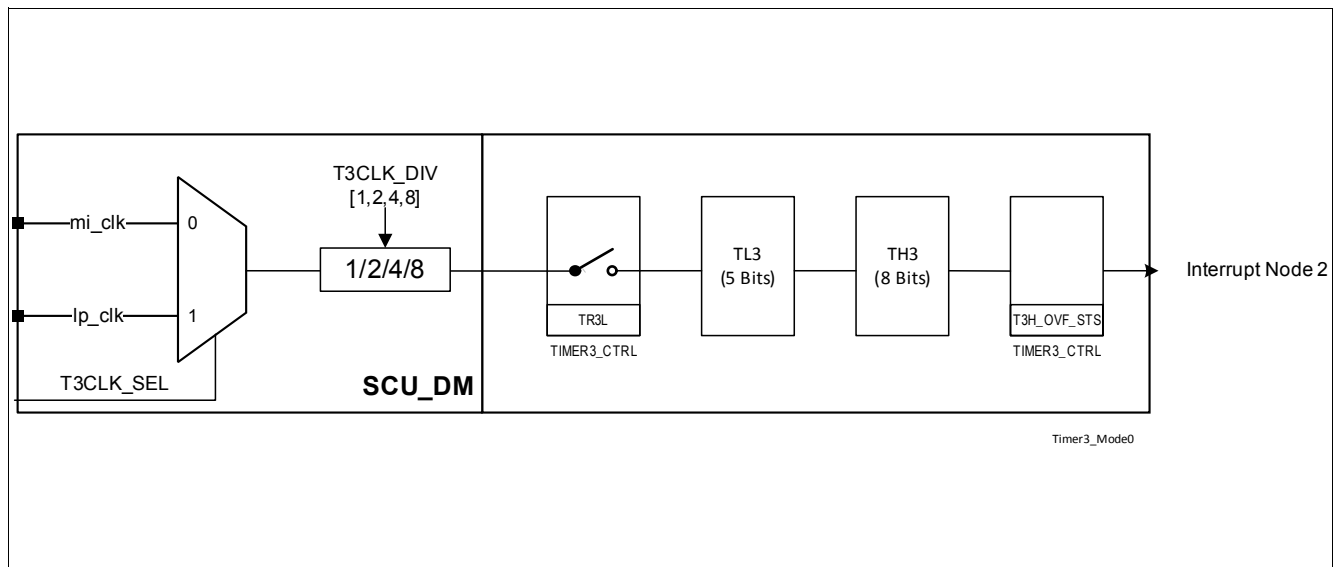 T3CLK_DIV
[1,2,4,8]
mi_clk
0
1/2/4/8
lp_clk
1
T3CLK_SEL
SCU_DM
TR3L
TIMER3_CTRL
TL3
(5 Bits)
TH3
(8 Bits)
T3H_OVF_STS
TIMER3_CTRL
Interrupt Node 2
Timer3_Mode0